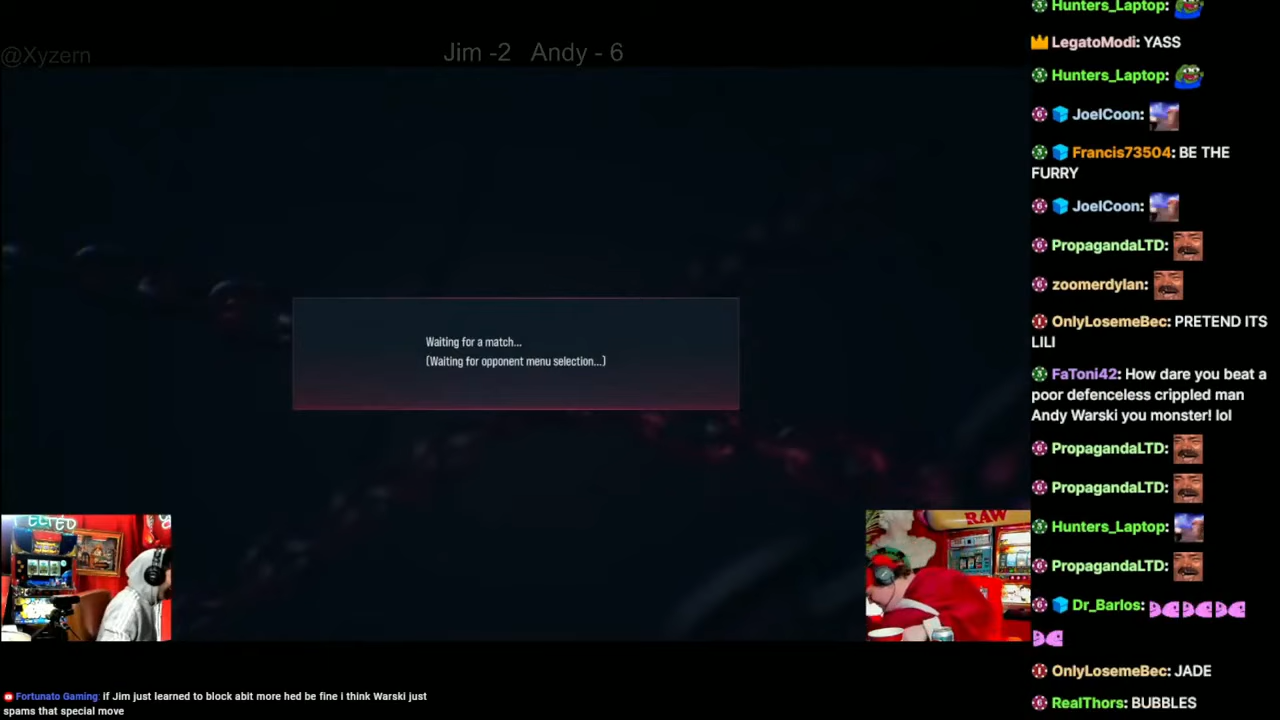 @Xyzern
Jim -2 Andy - 6
Waiting for a match...
(Waiting for opponent menu selection...)
ELTED
RAW
Fortunato Gaming: if Jim just learned to block abit more hed be fine i think Warski just
spams that special move
Hunters_Laptop:
LegatoModi: YASS
Hunters_Laptop:
JoelCoon:
Francis73504: BE THE
FURRY
JoelCoon:
PropagandaLTD:
zoomerdylan:
OnlyLosemeBec: PRETEND ITS
LILI
FaToni42: How dare you beat a
poor defenceless crippled man
Andy Warski you monster! lol
PropagandaLTD:
PropagandaLTD:
Hunters_Laptop:
PropagandaLTD:
Dr_Barlos:
OnlyLosemeBec: JADE
RealThors: BUBBLES